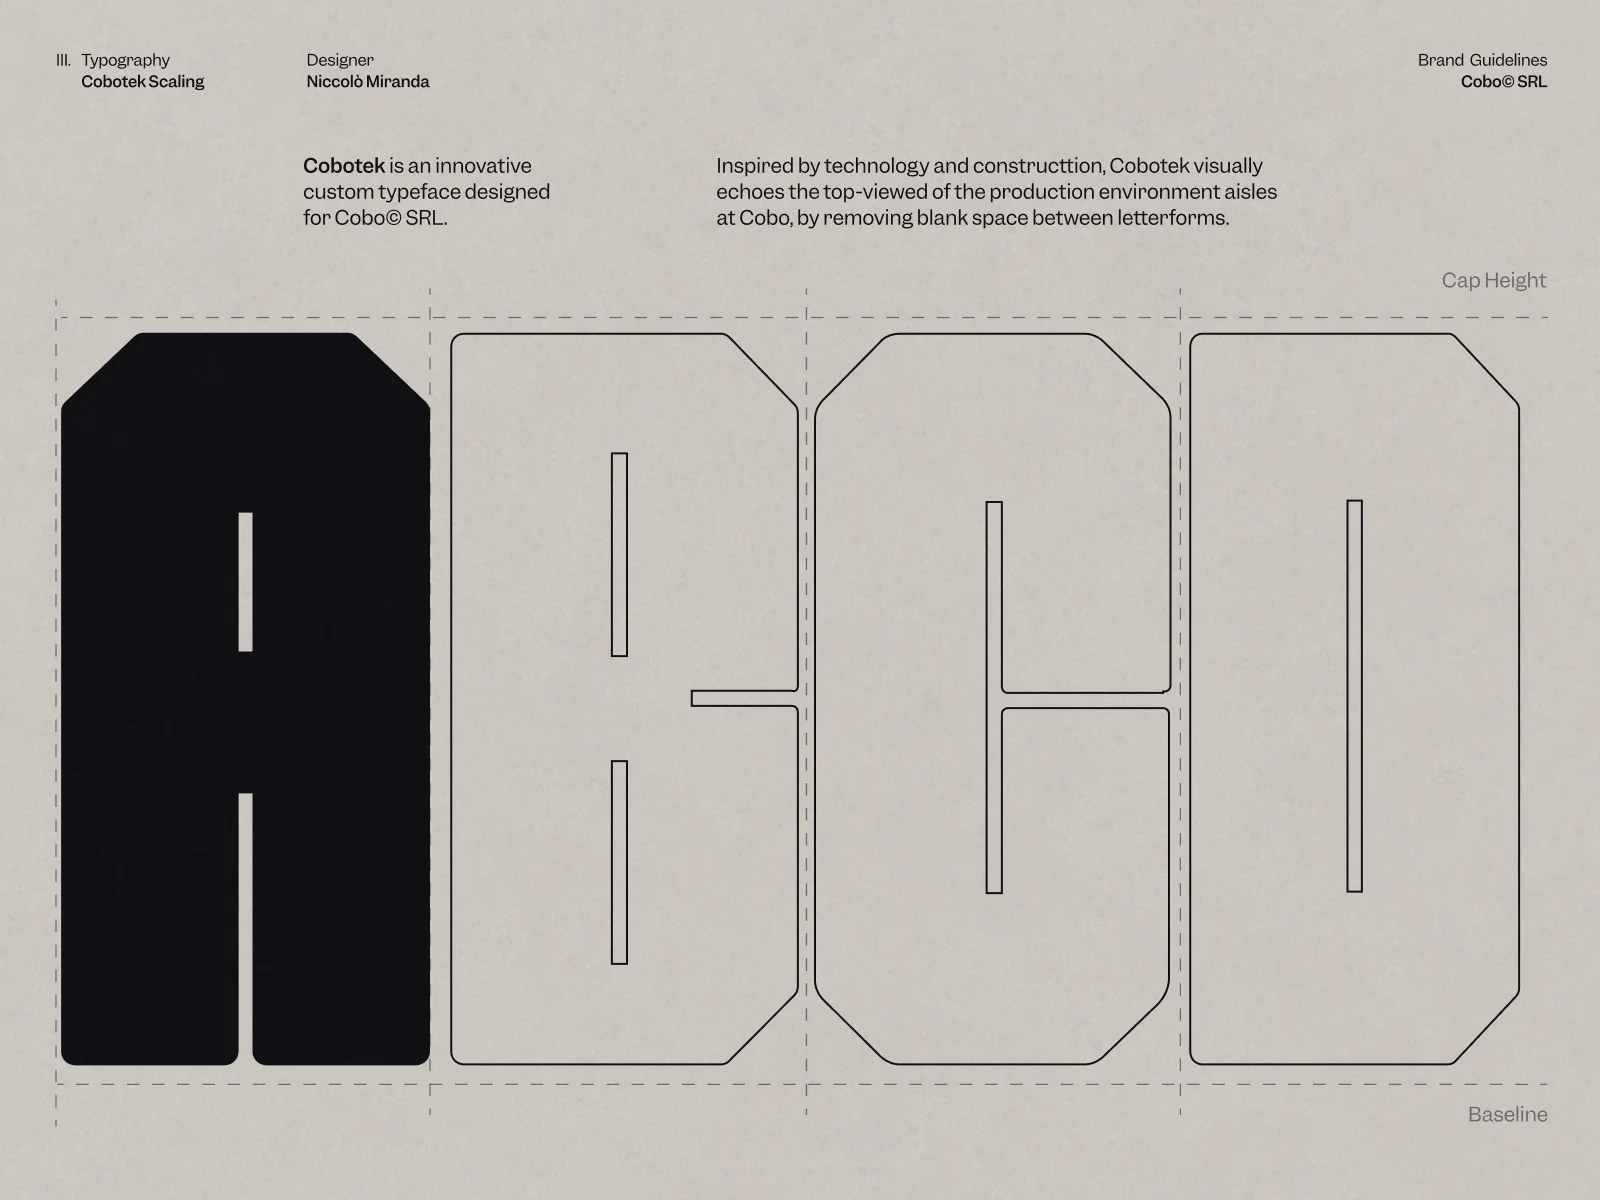 III. Typography
Cobotek Scaling
Designer
Niccolò Miranda
Brand Guidelines
Cobo© SRL
Cobotek is an innovative
custom typeface designed
for Cobo© SRL.
Inspired by technology and constructtion, Cobotek visually
echoes the top-viewed of the production environment aisles
at Cobo, by removing blank space between letterforms.
Cap Height
ABCD
Baseline